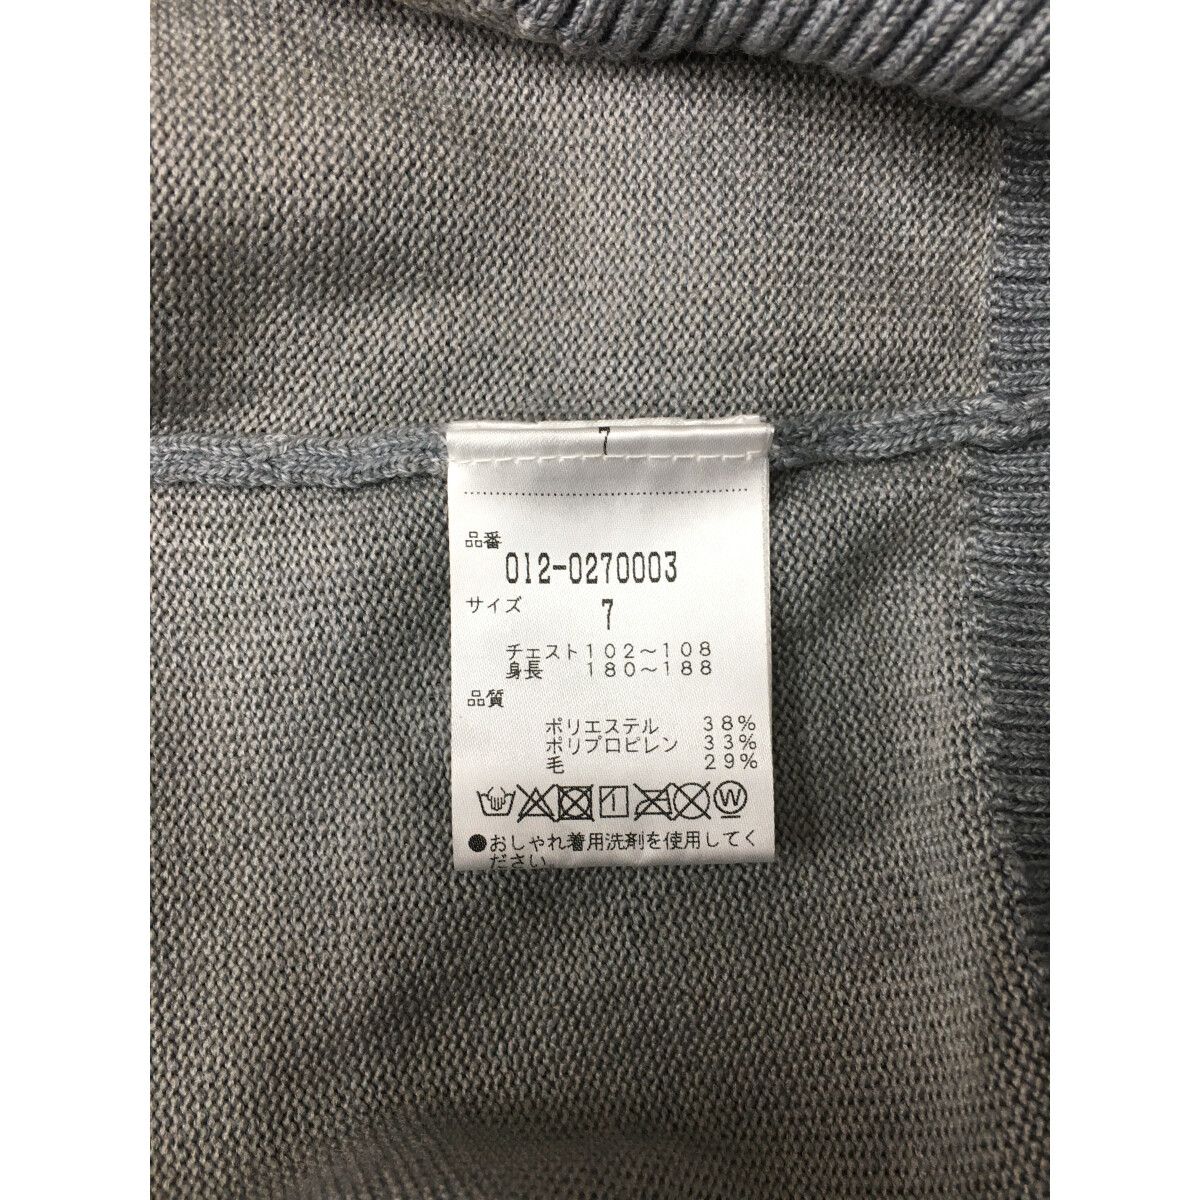 7
品番
012-0270003
サイズ 7
チェスト102～108
身長 180～188
品質
ポリエステル 38%
ポリプロピレン 33%
毛 29%
W
●おしゃれ着用洗剤を使用してく
ださい